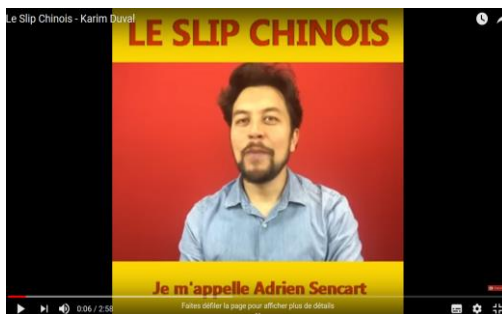 Le Slip Chinois - Karim Duval
LE SLIP CHINOIS
Je m'appelle Adrien Sencart
Faites défiler la page pour afficher plus de détails
0:06 / 2:58